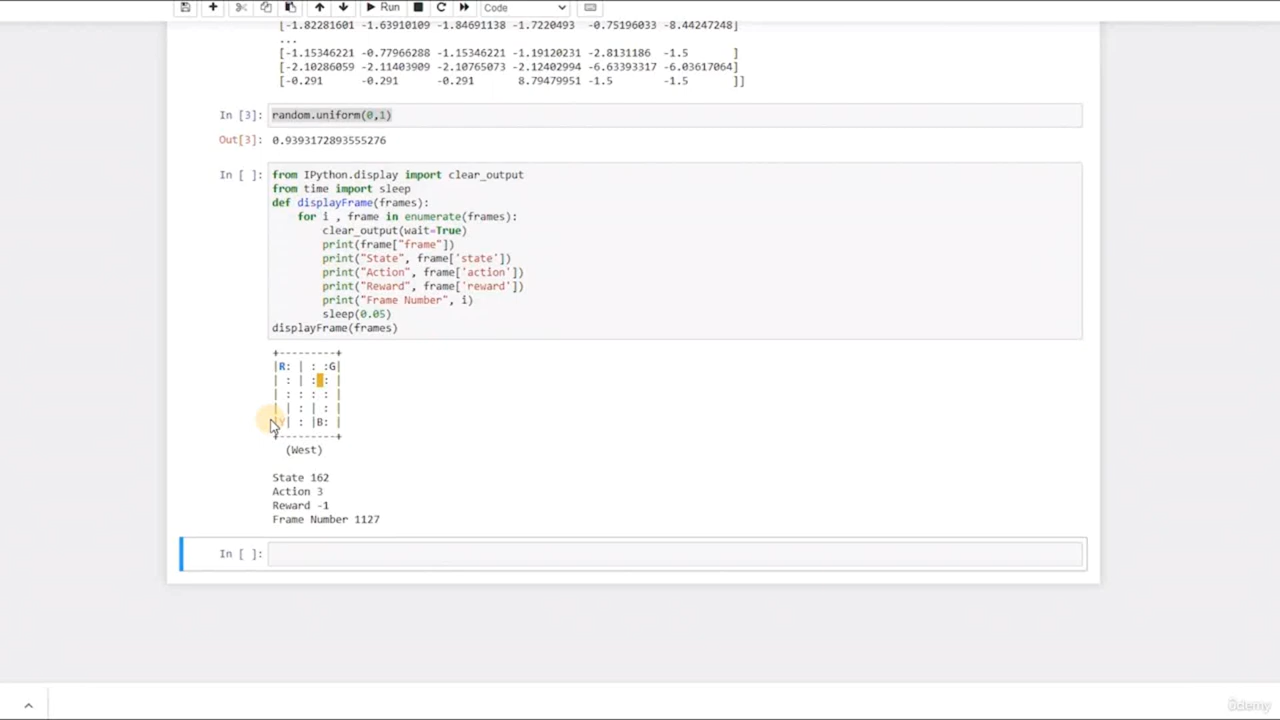 Run
Code
[-1.82281601 -1.63910109 -1.84691138 -1.7220493 -0.75196033 -8.44247248]
...
[-1.15346221 -0.77966288 -1.15346221 -1.19120231 -2.8131186 -1.5 ]
[-2.10286059 -2.11403909 -2.10765073 -2.12402994 -6.63393317 -6.03617064]
[-0.291 -0.291 -0.291 8.79479951 -1.5 -1.5 ]]
In [3]: random.uniform(0,1)
Out[3]: 0.9393172893555276
In [ ]: from IPython.display import clear_output
from time import sleep
def displayFrame(frames):
for i , frame in enumerate(frames):
clear_output(wait=True)
print(frame["frame"])
print("State", frame['state'])
print("Action", frame['action'])
print("Reward", frame['reward'])
print("Frame Number", i)
sleep(0.05)
displayFrame(frames)
+---------+
|R: | : :G|
| : | : : |
| : : : : |
| | : | : |
|Y| : |B: |
+---------+
(West)
State 162
Action 3
Reward -1
Frame Number 1127
In [ ]:
ûdemy